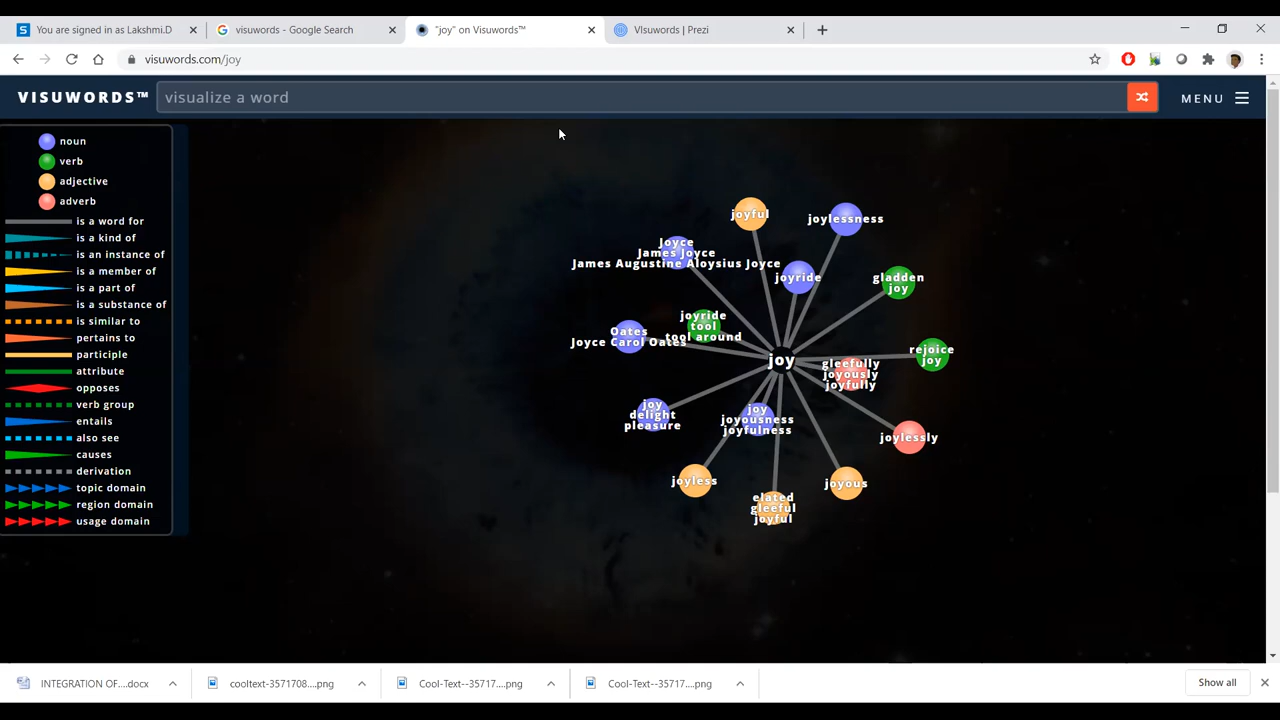 You are signed in as Lakshmi.D
visuwords - Google Search
"joy" on Visuwords™
VIsuwords | Prezi
visuwords.com/joy
VISUWORDS™
visualize a word
MENU
noun
verb
adjective
adverb
is a word for
is a kind of
is an instance of
is a member of
is a part of
is a substance of
is similar to
pertains to
participle
attribute
opposes
verb group
entails
also see
causes
derivation
topic domain
region domain
usage domain
joyful
joylessness
Joyce
James Joyce
James Augustine Aloysius Joyce
joyride
gladden
joy
joyride
tool
tool around
Oates
Joyce Carol Oates
rejoice
joy
joy
gleefully
joyously
joyfully
joy
delight
pleasure
joy
joyousness
joyfulness
joylessly
joyless
joyous
elated
gleeful
joyful
INTEGRATION OF....docx
cooltext-3571708....png
Cool-Text--35717....png
Cool-Text--35717....png
Show all